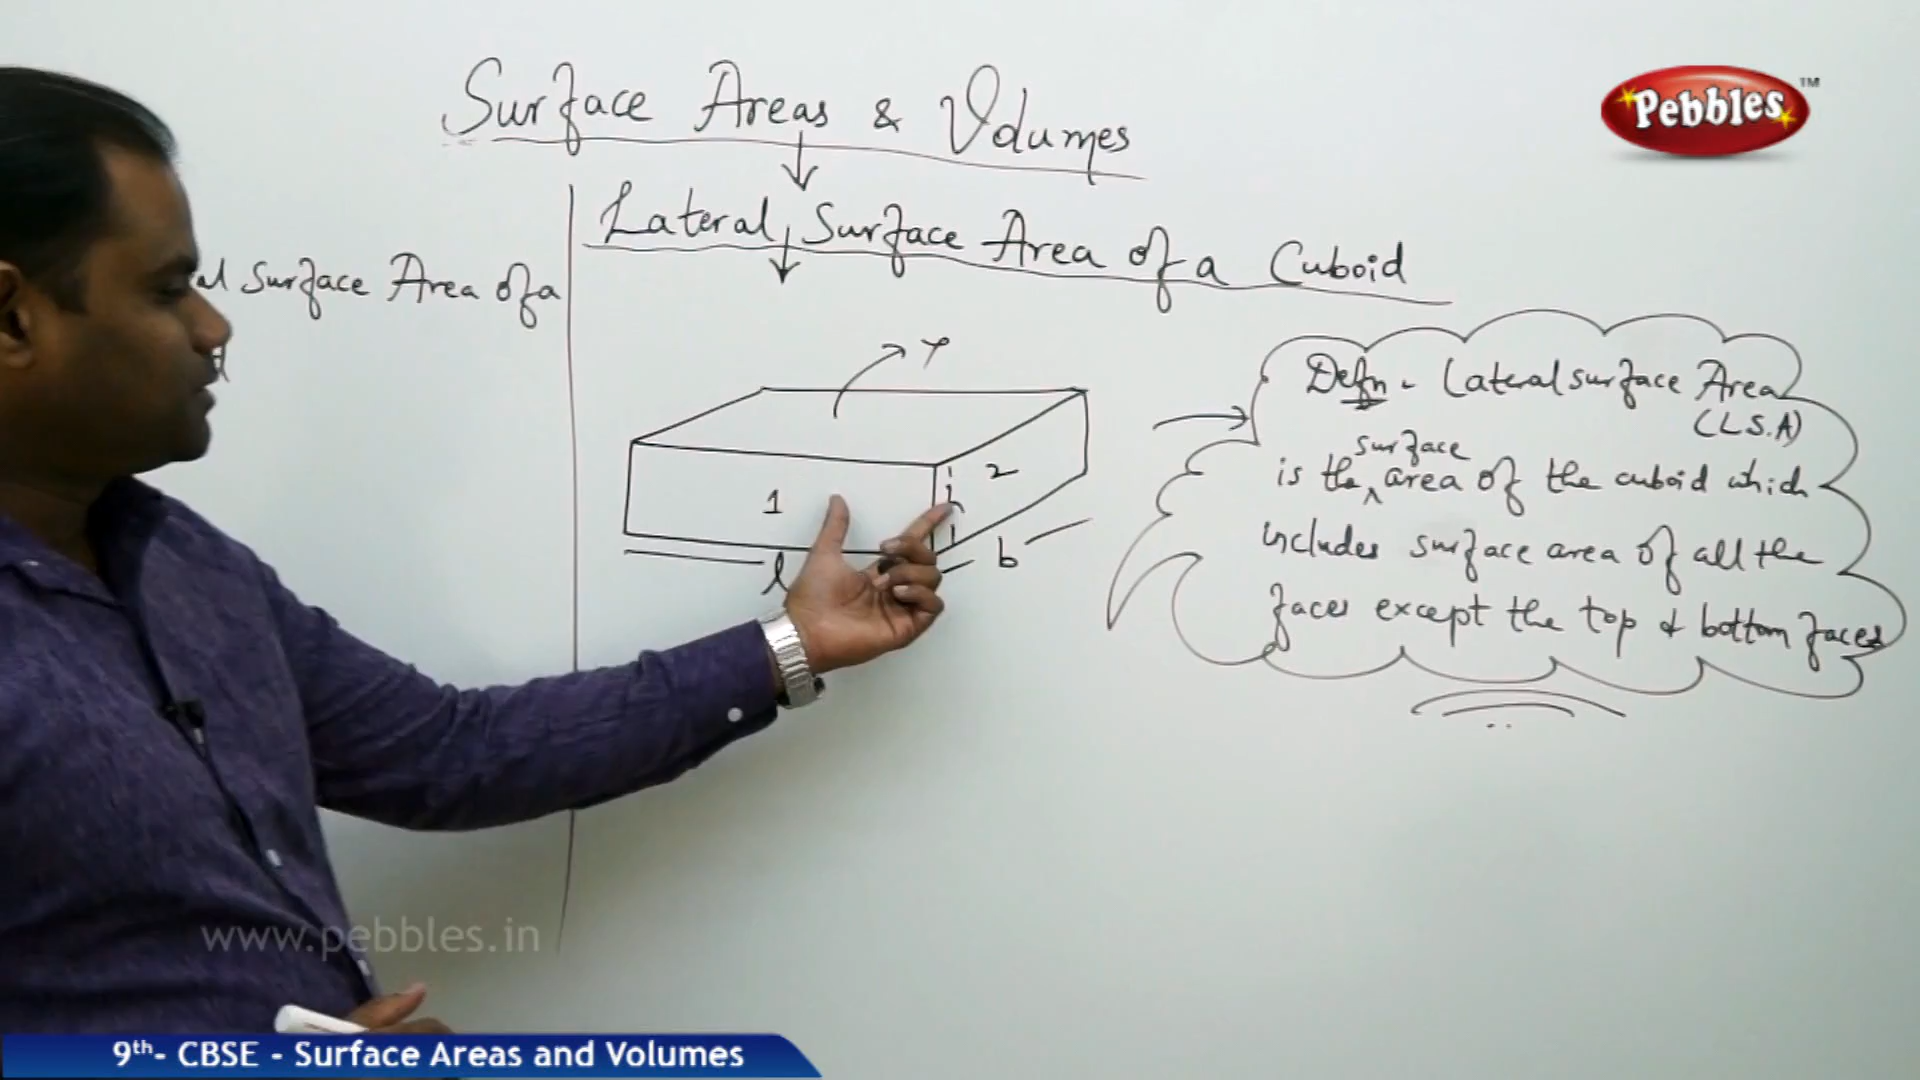 Surface Areas & Volumes
Pebbles™
Lateral Surface Area of a Cuboid
Surface Area of a
1
2
h
l
b
Defn - Lateral surface Area
(L.S.A)
surface
is the ^ area of the cuboid which
includes surface area of all the
faces except the top & bottom faces
www.pebbles.in
9th- CBSE - Surface Areas and Volumes